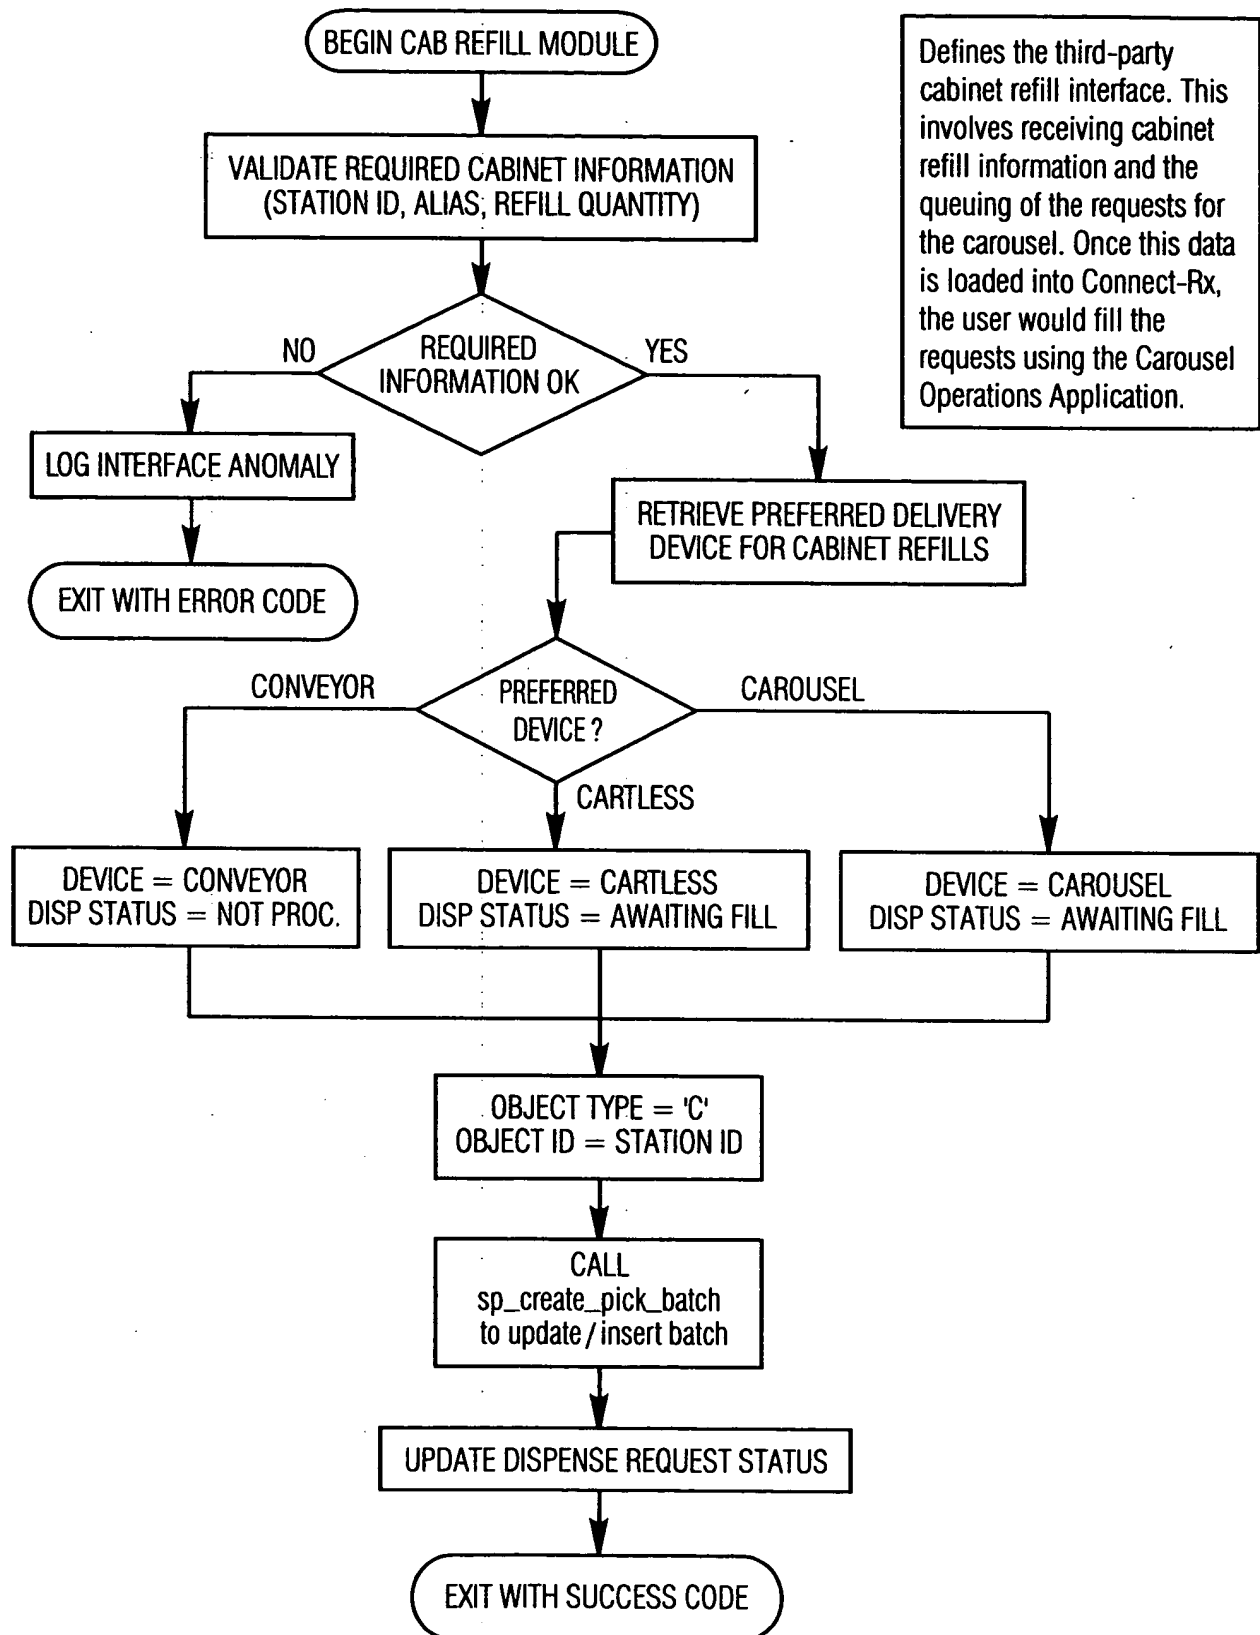 BEGIN CAB REFILL MODULE
Defines the third-party
cabinet refill interface. This
involves receiving cabinet
refill information and the
queuing of the requests for
the carousel. Once this data
is loaded into Connect-Rx,
the user would fill the
requests using the Carousel
Operations Application.
VALIDATE REQUIRED CABINET INFORMATION
(STATION ID, ALIAS, REFILL QUANTITY)
REQUIRED
INFORMATION OK
NO
YES
LOG INTERFACE ANOMALY
EXIT WITH ERROR CODE
RETRIEVE PREFERRED DELIVERY
DEVICE FOR CABINET REFILLS
PREFERRED
DEVICE ?
CONVEYOR
CARTLESS
CAROUSEL
DEVICE = CONVEYOR
DISP STATUS = NOT PROC.
DEVICE = CARTLESS
DISP STATUS = AWAITING FILL
DEVICE = CAROUSEL
DISP STATUS = AWAITING FILL
OBJECT TYPE = 'C'
OBJECT ID = STATION ID
CALL
sp_create_pick_batch
to update / insert batch
UPDATE DISPENSE REQUEST STATUS
EXIT WITH SUCCESS CODE